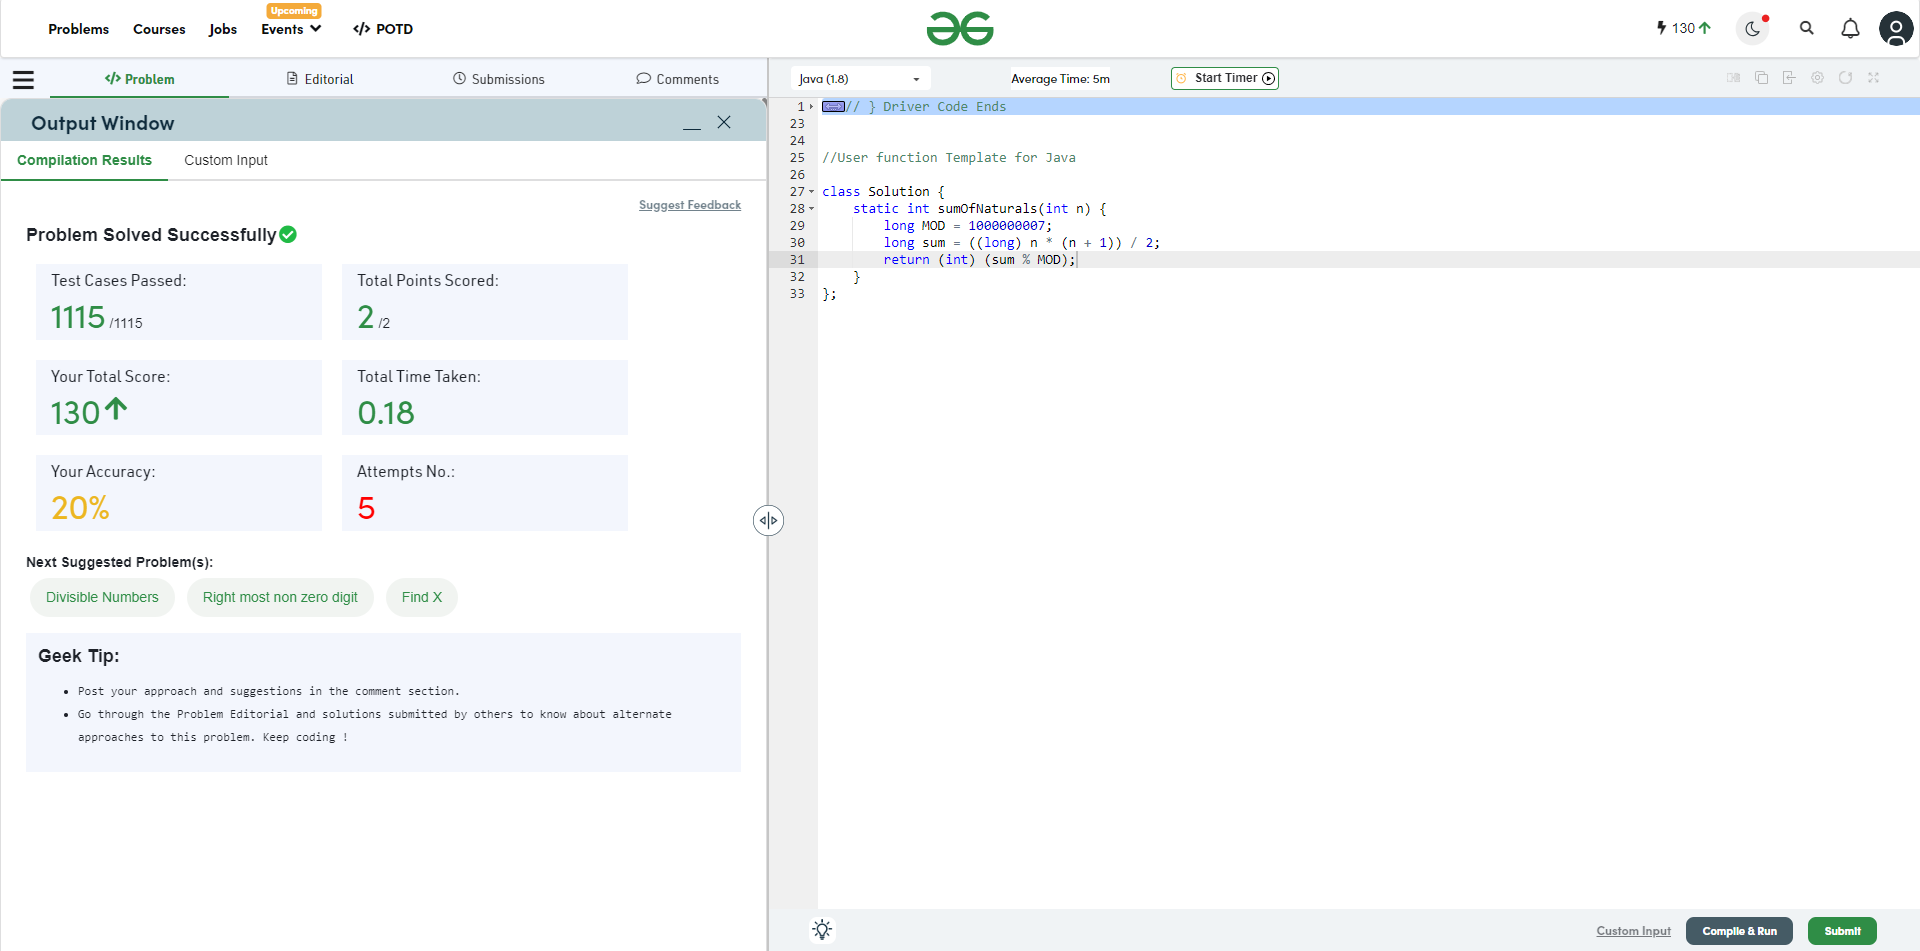 Problems Courses Jobs Upcoming Events </> POTD
130
</> Problem Editorial Submissions Comments
Output Window
Compilation Results Custom Input
Suggest Feedback
Problem Solved Successfully
Test Cases Passed:
1115 /1115
Total Points Scored:
2 /2
Your Total Score:
130
Total Time Taken:
0.18
Your Accuracy:
20%
Attempts No.:
5
Next Suggested Problem(s):
Divisible Numbers Right most non zero digit Find X
Geek Tip:
• Post your approach and suggestions in the comment section.
• Go through the Problem Editorial and solutions submitted by others to know about alternate
approaches to this problem. Keep coding !
Java (1.8) Average Time: 5m Start Timer
1 // } Driver Code Ends
23
24
25 //User function Template for Java
26
27 class Solution {
28 static int sumOfNaturals(int n) {
29 long MOD = 1000000007;
30 long sum = ((long) n * (n + 1)) / 2;
31 return (int) (sum % MOD);
32 }
33 };
Custom Input Compile & Run Submit